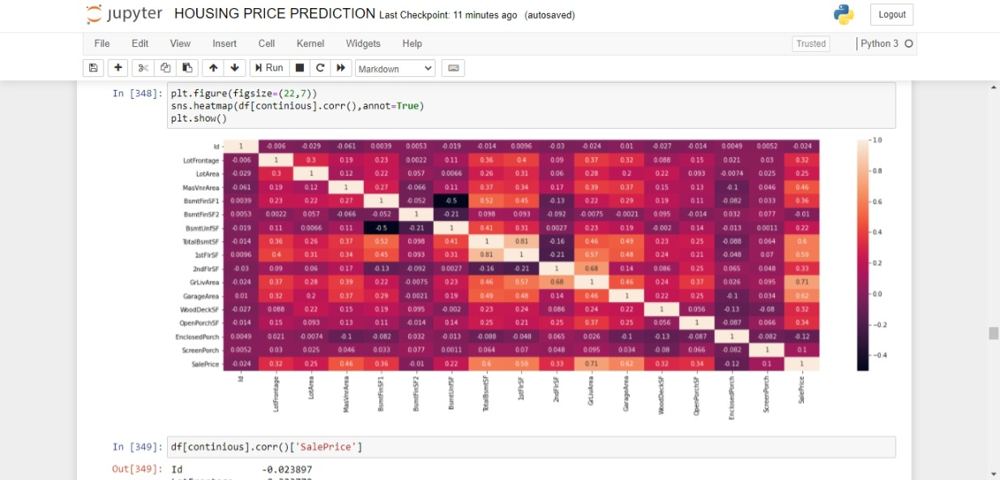 jupyter HOUSING PRICE PREDICTION Last Checkpoint: 11 minutes ago (autosaved) Logout
File Edit View Insert Cell Kernel Widgets Help Trusted Python 3
Run Markdown
In [348]: plt.figure(figsize=(22,7))
sns.heatmap(df[continious].corr(),annot=True)
plt.show()
Id 1 -0.006 -0.029 -0.061 0.0039 0.0053 -0.019 -0.014 0.0096 -0.03 -0.024 0.01 -0.027 -0.014 0.0049 0.0052 -0.024 1.0
LotFrontage -0.006 1 0.3 0.19 0.23 0.0022 0.11 0.36 0.4 0.09 0.37 0.32 0.088 0.15 0.021 0.03 0.32
LotArea -0.029 0.3 1 0.12 0.22 0.057 0.0066 0.26 0.31 0.06 0.28 0.2 0.22 0.093 -0.0074 0.025 0.25 0.8
MasVnrArea -0.061 0.19 0.12 1 0.27 -0.066 0.11 0.37 0.34 0.17 0.39 0.37 0.15 0.13 -0.1 0.046 0.46
BsmtFinSF1 0.0039 0.23 0.22 0.27 1 -0.052 -0.5 0.52 0.45 -0.13 0.22 0.29 0.19 0.11 -0.082 0.033 0.36 0.6
BsmtFinSF2 0.0053 0.0022 0.057 -0.066 -0.052 1 -0.21 0.098 0.093 -0.092 -0.0075 -0.0021 0.095 -0.014 0.032 0.077 -0.01
BsmtUnfSF -0.019 0.11 0.0066 0.11 -0.5 -0.21 1 0.41 0.31 0.0027 0.23 0.19 -0.002 0.14 -0.013 0.0011 0.22 0.4
TotalBsmtSF -0.014 0.36 0.26 0.37 0.52 0.098 0.41 1 0.81 -0.16 0.46 0.49 0.23 0.25 -0.088 0.064 0.6
1stFlrSF 0.0096 0.4 0.31 0.34 0.45 0.093 0.31 0.81 1 -0.21 0.57 0.48 0.24 0.21 -0.048 0.07 0.59
2ndFlrSF -0.03 0.09 0.06 0.17 -0.13 -0.092 0.0027 -0.16 -0.21 1 0.68 0.14 0.086 0.25 0.065 0.048 0.33 0.2
GrLivArea -0.024 0.37 0.28 0.39 0.22 -0.0075 0.23 0.46 0.57 0.68 1 0.46 0.24 0.37 0.026 0.095 0.71
GarageArea 0.01 0.32 0.2 0.37 0.29 -0.0021 0.19 0.49 0.48 0.14 0.46 1 0.22 0.25 -0.1 0.034 0.62 0.0
WoodDeckSF -0.027 0.088 0.22 0.15 0.19 0.095 -0.002 0.23 0.24 0.086 0.24 0.22 1 0.056 -0.13 -0.08 0.32
OpenPorchSF -0.014 0.15 0.093 0.13 0.11 -0.014 0.14 0.25 0.21 0.25 0.37 0.25 0.056 1 -0.087 0.066 0.34 -0.2
EnclosedPorch 0.0049 0.021 -0.0074 -0.1 -0.082 0.032 -0.013 -0.088 -0.048 0.065 0.026 -0.1 -0.13 -0.087 1 -0.082 -0.12
ScreenPorch 0.0052 0.03 0.025 0.046 0.033 0.077 0.0011 0.064 0.07 0.048 0.095 0.034 -0.08 0.066 -0.082 1 0.1 -0.4
SalePrice -0.024 0.32 0.25 0.46 0.36 -0.01 0.22 0.6 0.59 0.33 0.71 0.62 0.32 0.34 -0.12 0.1 1
Id LotFrontage LotArea MasVnrArea BsmtFinSF1 BsmtFinSF2 BsmtUnfSF TotalBsmtSF 1stFlrSF 2ndFlrSF GrLivArea GarageArea WoodDeckSF OpenPorchSF EnclosedPorch ScreenPorch SalePrice
In [349]: df[continious].corr()['SalePrice']
Out[349]: Id -0.023897